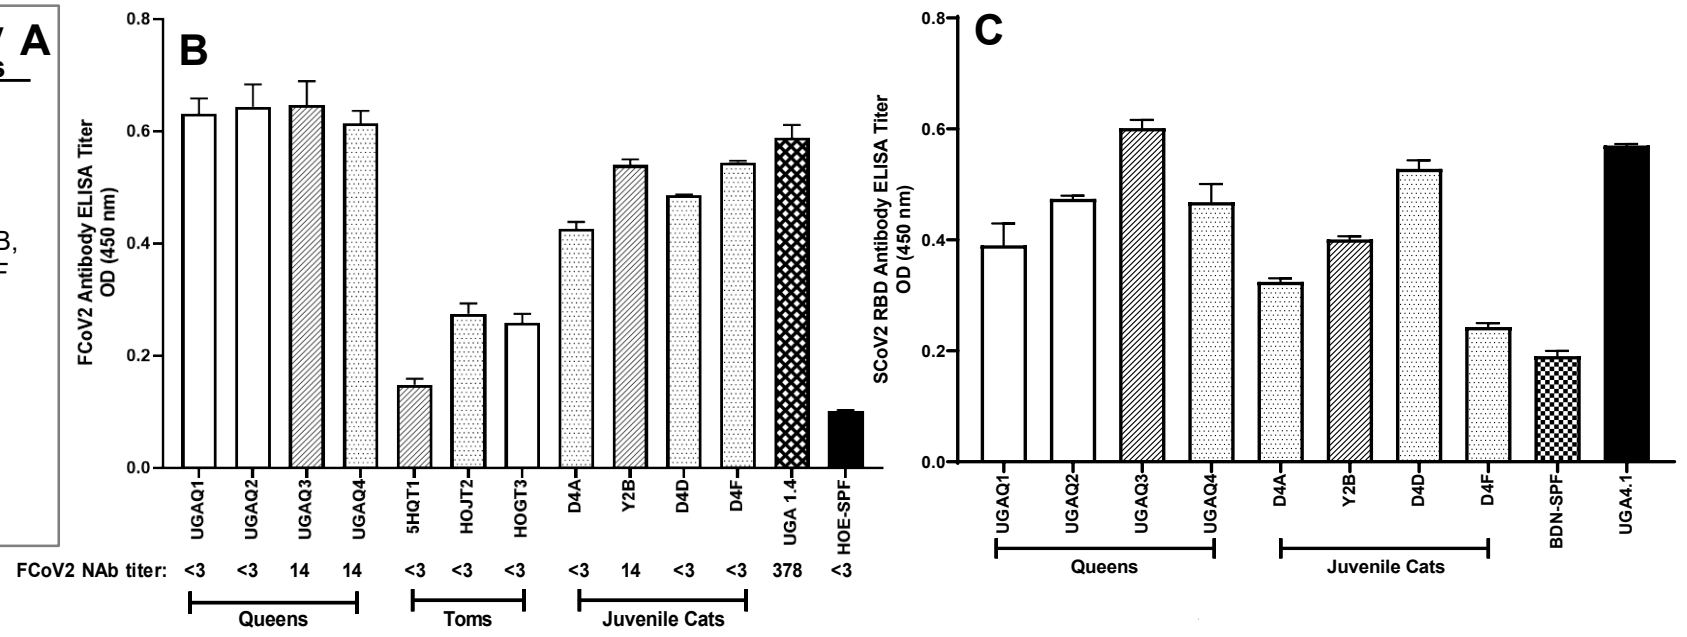 A
B,
B
0.8
0.6
0.4
0.2
0.0
FCoV2 Antibody ELISA Titer
OD (450 nm)
UGAQ1
UGAQ2
UGAQ3
UGAQ4
5HQT1
HOJT2
HOGT3
D4A
Y2B
D4D
D4F
UGA 1.4
HOE-SPF
FCoV2 NAb titer: <3 <3 14 14 <3 <3 <3 <3 14 <3 <3 378 <3
Queens Toms Juvenile Cats
C
0.8
0.6
0.4
0.2
0.0
SCoV2 RBD Antibody ELISA Titer
OD (450 nm)
UGAQ1
UGAQ2
UGAQ3
UGAQ4
D4A
Y2B
D4D
D4F
BDN-SPF
UGA4.1
Queens Juvenile Cats